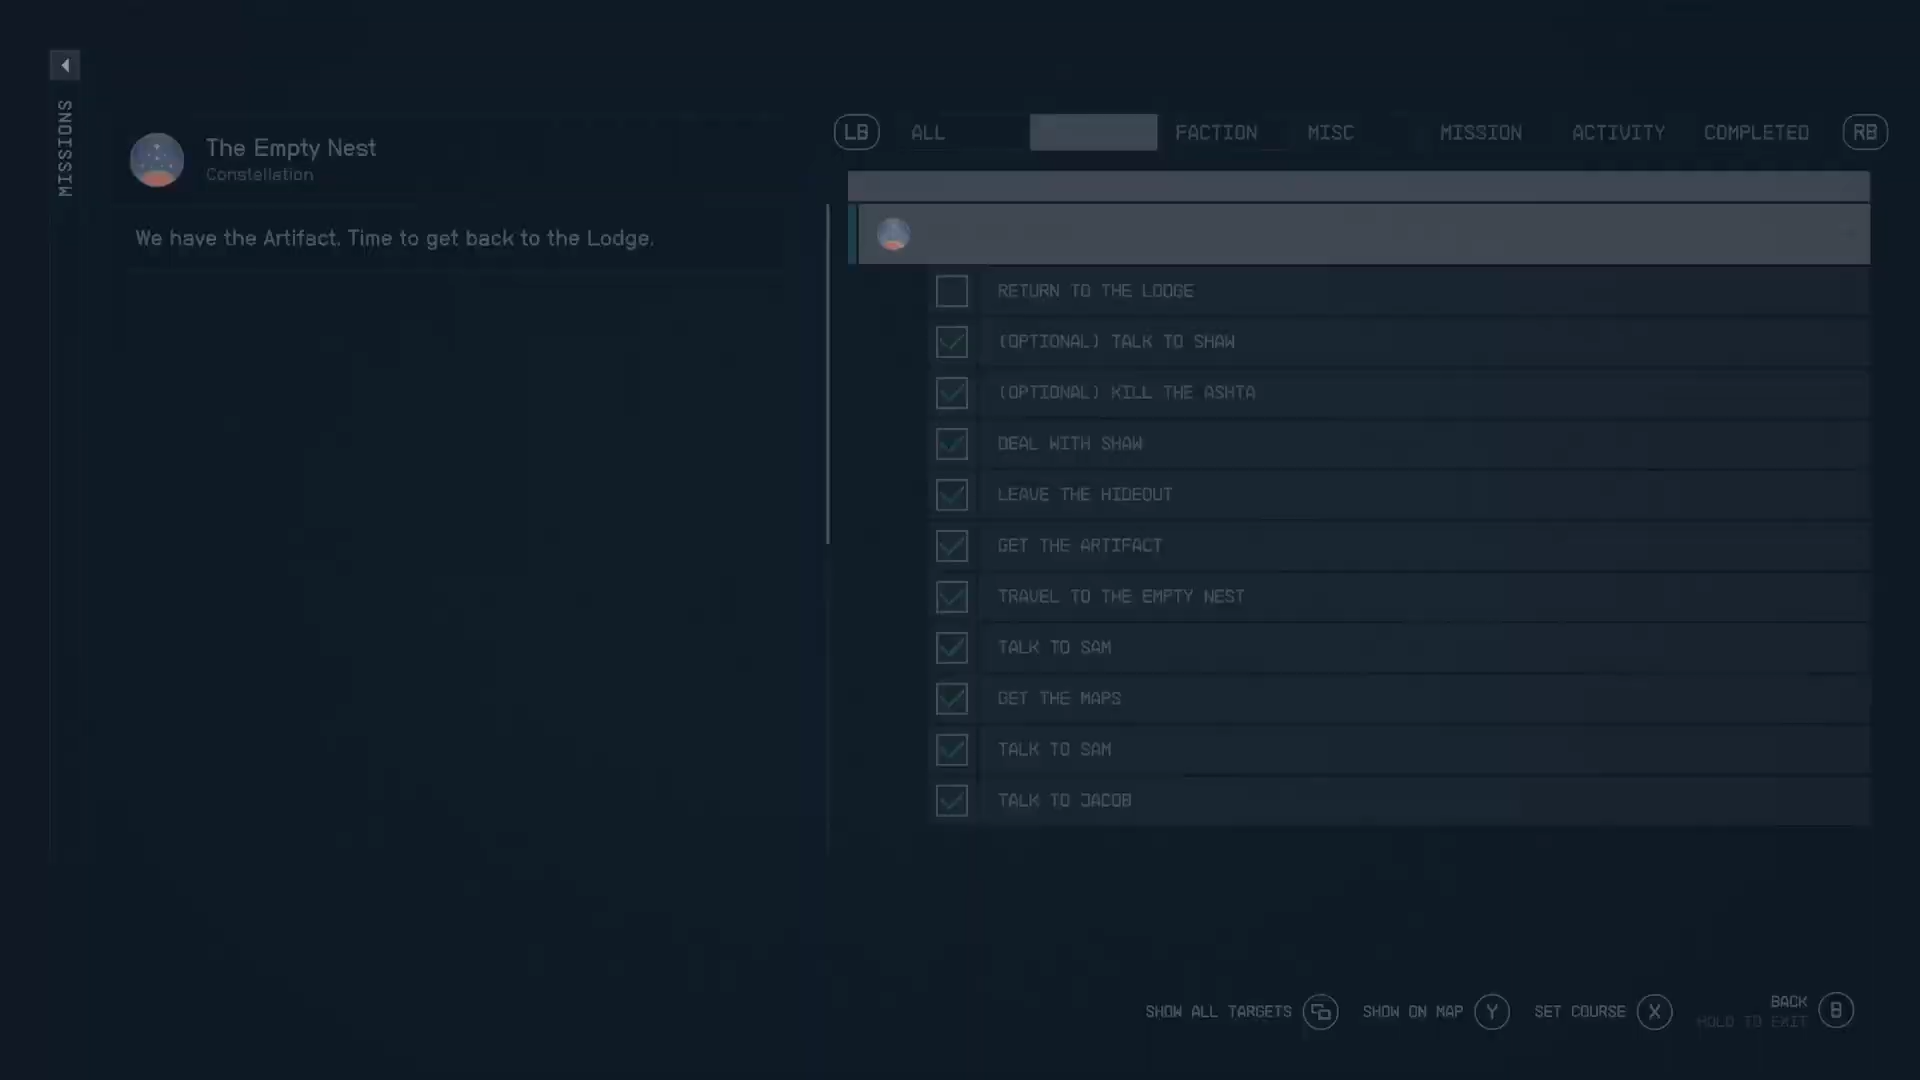 MISSIONS
The Empty Nest
Constellation
We have the Artifact. Time to get back to the Lodge.
LB ALL FACTION MISC MISSION ACTIVITY COMPLETED RB
RETURN TO THE LODGE
(OPTIONAL) TALK TO SHAW
(OPTIONAL) KILL THE ASHTA
DEAL WITH SHAW
LEAVE THE HIDEOUT
GET THE ARTIFACT
TRAVEL TO THE EMPTY NEST
TALK TO SAM
GET THE MAPS
TALK TO SAM
TALK TO JACOB
SHOW ALL TARGETS SHOW ON MAP Y SET COURSE X BACK B
HOLD TO EXIT